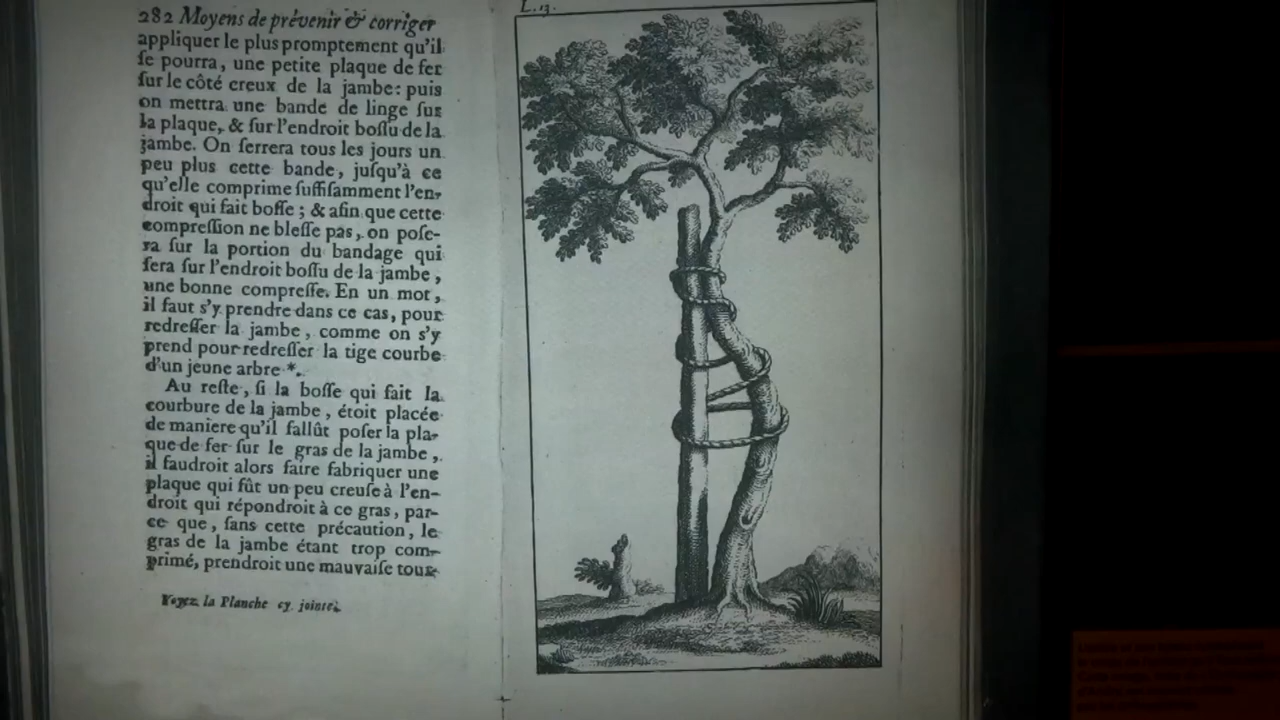 282 Moyens de prévenir & corriger
appliquer le plus promptement qu'il
ſe pourra, une petite plaque de fer
ſur le côté creux de la jambe: puis
on mettra une bande de linge ſur
la plaque, & ſur l'endroit boſſu de la
jambe. On ſerrera tous les jours un
peu plus cette bande, juſqu'à ce
qu'elle comprime ſuffiſamment l'en-
droit qui fait boſſe ; & afin que cette
compreſſion ne bleſſe pas, on poſe-
ra ſur la portion du bandage qui
ſera ſur l'endroit boſſu de la jambe,
une bonne compreſſe. En un mot,
il faut s'y prendre dans ce cas, pour
redreſſer la jambe, comme on s'y
prend pour redreſſer la tige courbe
d'un jeune arbre *.
Au reſte, ſi la boſſe qui fait la
courbure de la jambe, étoit placée
de maniere qu'il fallût poſer la pla-
que de fer ſur le gras de la jambe,
il faudroit alors faire fabriquer une
plaque qui fût un peu creuſe à l'en-
droit qui répondroit à ce gras, par-
ce que, ſans cette précaution, le
gras de la jambe étant trop com-
primé, prendroit une mauvaiſe tour-
Voyez la Planche cy jointe.